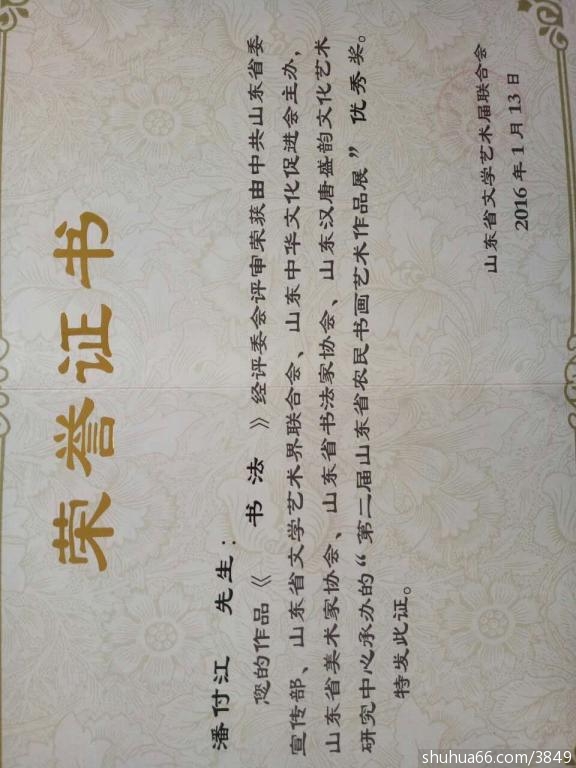 荣誉证书
潘付江 先生：
您的作品《 书法 》经评委会评审荣获由中共山东省委
宣传部、山东省文学艺术界联合会、山东中华文化促进会主办，
山东省美术家协会、山东省书法家协会、山东汉唐盛韵文化艺术
研究中心承办的“第二届山东省农民书画艺术作品展” 优秀奖。
特发此证。
山东省文学艺术届联合会
2016年1月13日
shuhua66.com/3849